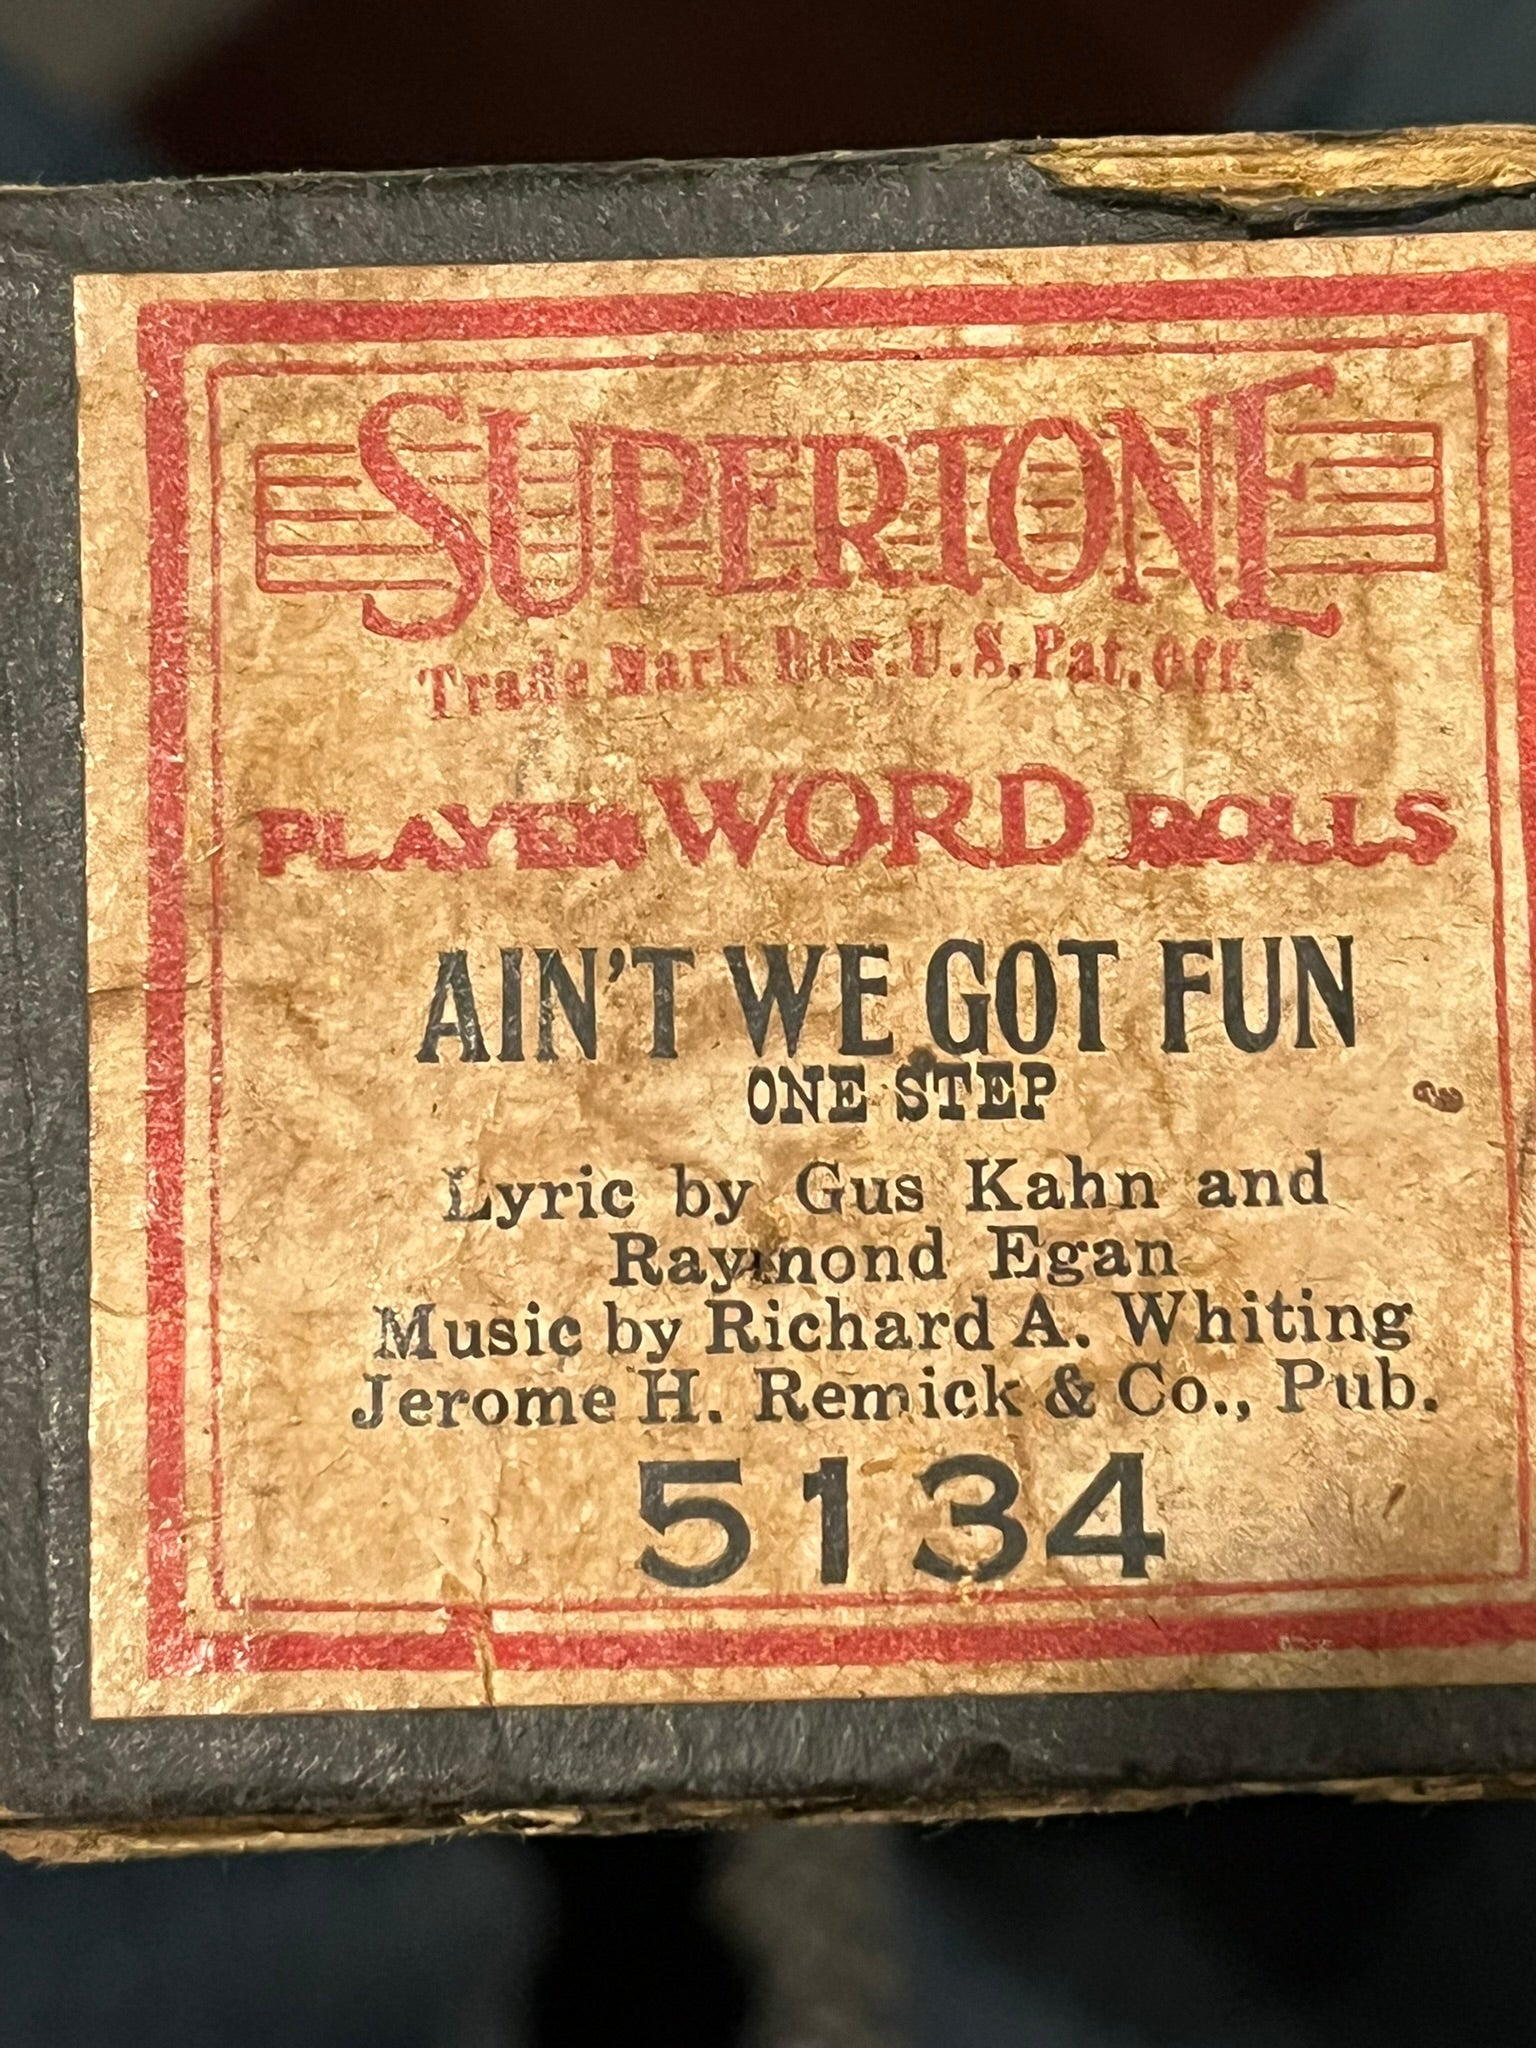 SUPERTONE
Trade Mark Reg. U.S. Pat. Off.
PLAYER WORD ROLLS
AIN'T WE GOT FUN
ONE STEP
Lyric by Gus Kahn and
Raymond Egan
Music by Richard A. Whiting
Jerome H. Remick & Co., Pub.
5134